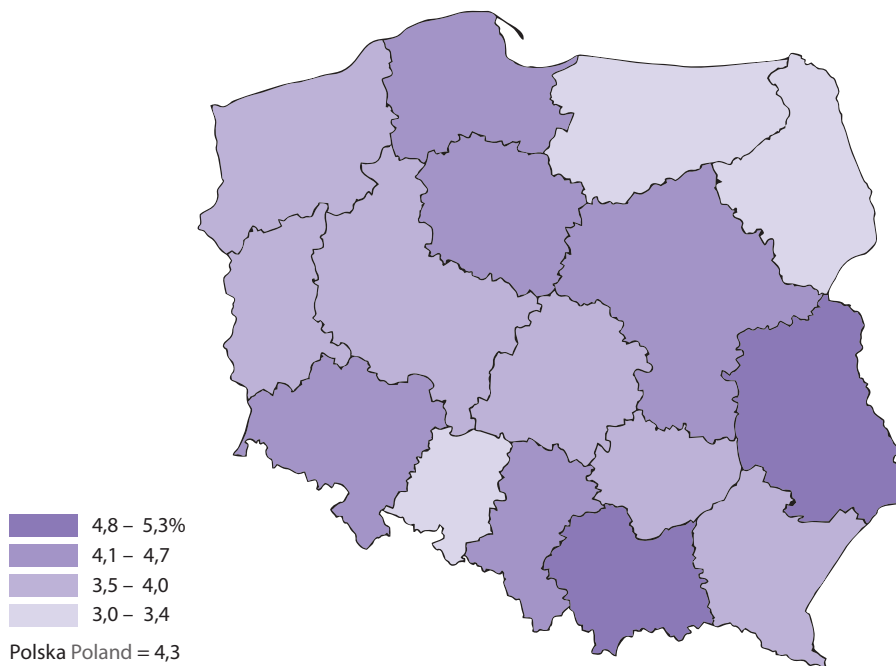 4,8 – 5,3%
4,1 – 4,7
3,5 – 4,0
3,0 – 3,4
Polska Poland = 4,3